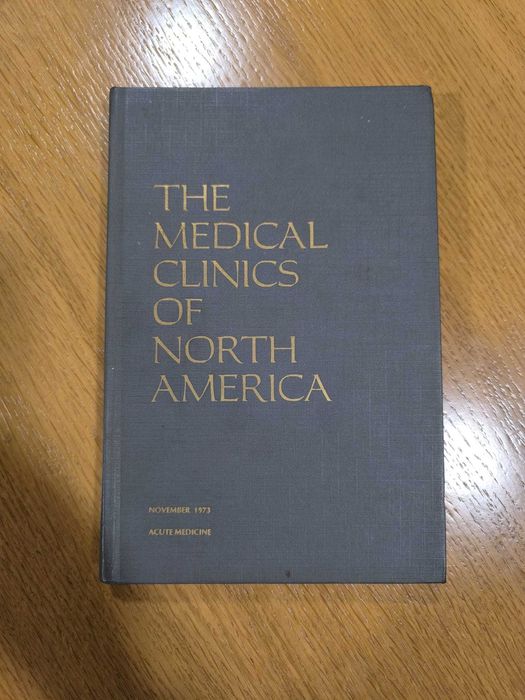 THE
MEDICAL
CLINICS
OF
NORTH
AMERICA
NOVEMBER 1973
ACUTE MEDICINE